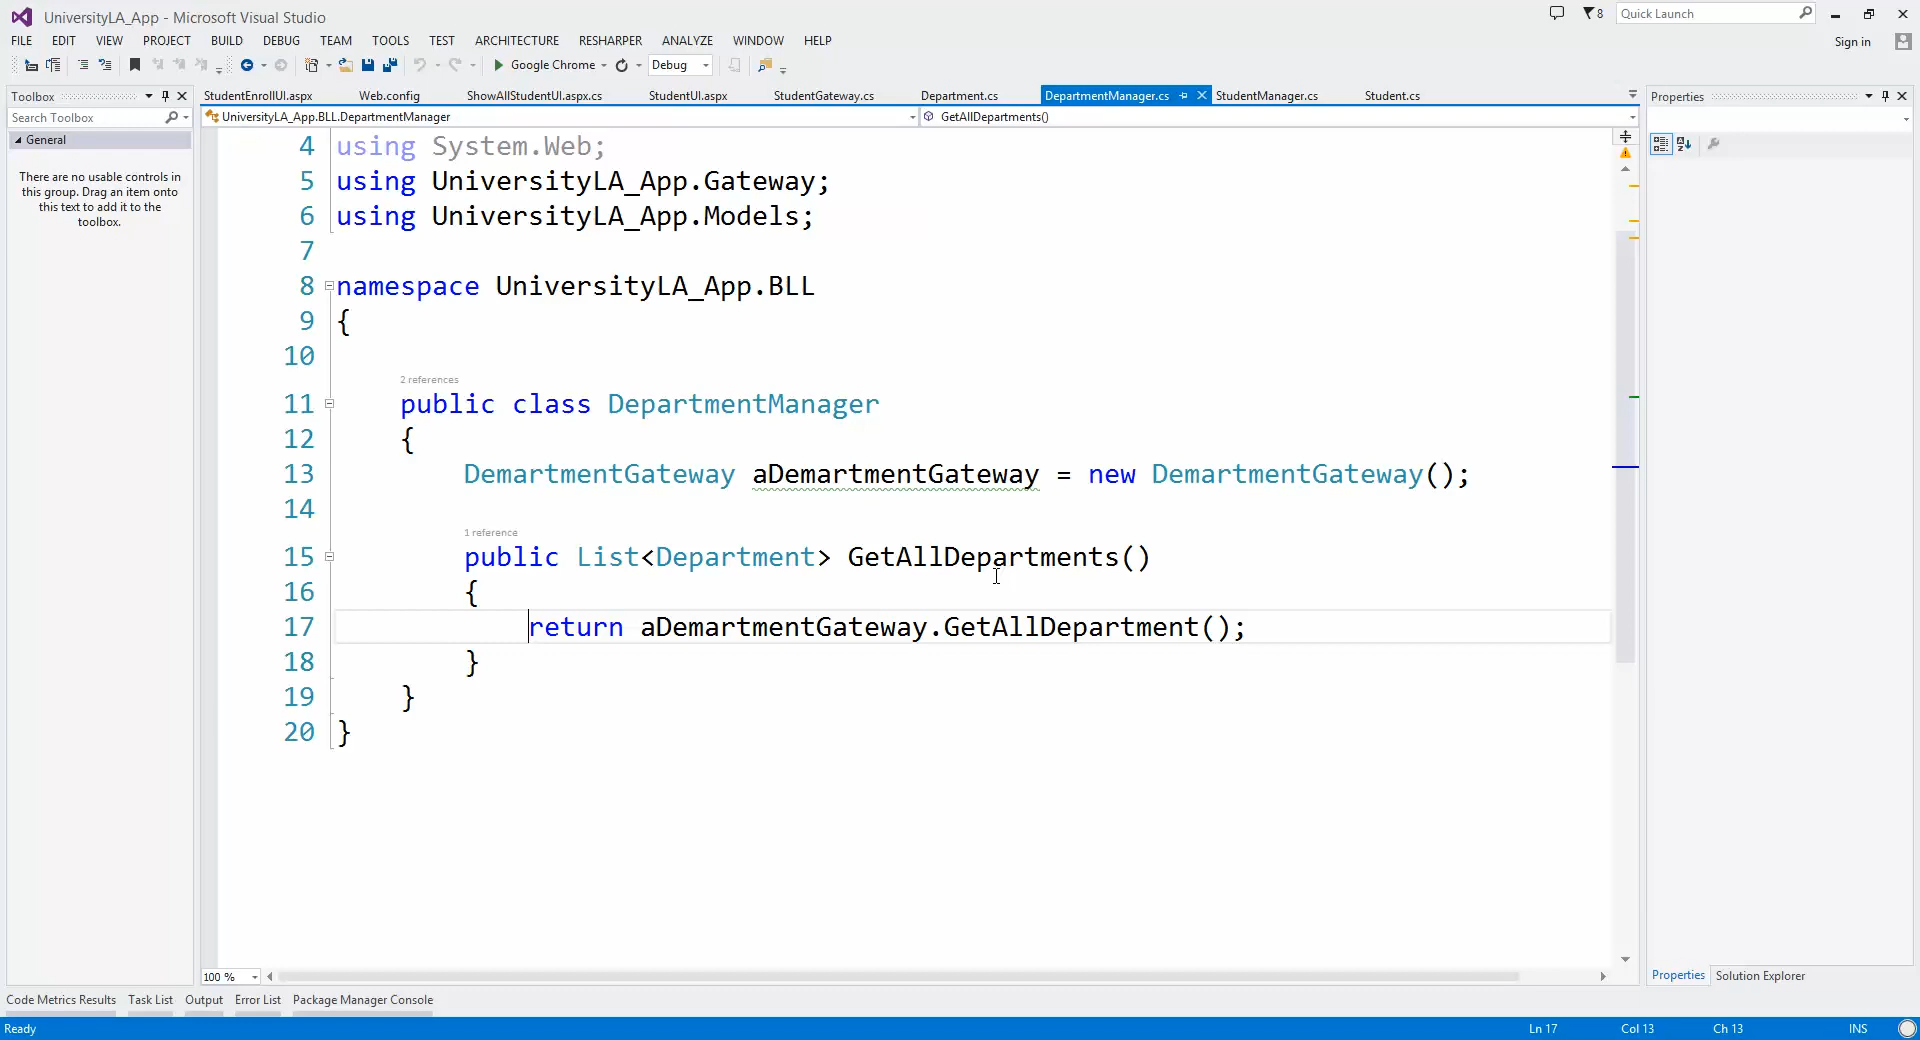 UniversityLA_App - Microsoft Visual Studio
8
Quick Launch
FILE EDIT VIEW PROJECT BUILD DEBUG TEAM TOOLS TEST ARCHITECTURE RESHARPER ANALYZE WINDOW HELP
Sign in
Google Chrome
Debug
Toolbox
Search Toolbox
General
There are no usable controls in
this group. Drag an item onto
this text to add it to the
toolbox.
StudentEnrollUI.aspx Web.config ShowAllStudentUI.aspx.cs StudentUI.aspx StudentGateway.cs Department.cs DepartmentManager.cs StudentManager.cs Student.cs
UniversityLA_App.BLL.DepartmentManager GetAllDepartments()
4 using System.Web;
5 using UniversityLA_App.Gateway;
6 using UniversityLA_App.Models;
7
8 namespace UniversityLA_App.BLL
9 {
10
2 references
11 public class DepartmentManager
12 {
13 DemartmentGateway aDemartmentGateway = new DemartmentGateway();
14
1 reference
15 public List<Department> GetAllDepartments()
16 {
17 return aDemartmentGateway.GetAllDepartment();
18 }
19 }
20 }
100 %
Properties
Properties Solution Explorer
Code Metrics Results Task List Output Error List Package Manager Console
Ready Ln 17 Col 13 Ch 13 INS